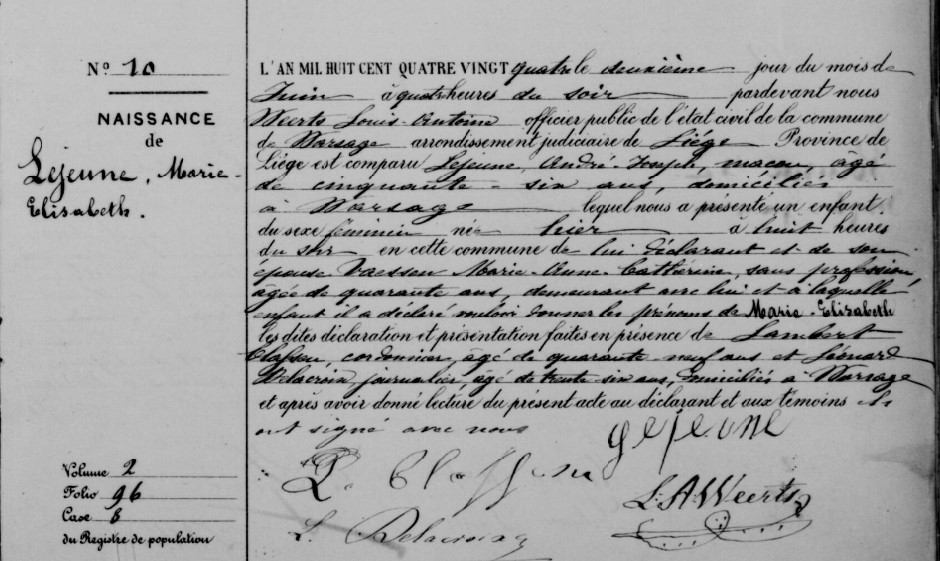 Nº 10
NAISSANCE
de
Lejeune, Marie-
Elisabeth.
Volume 2
Folio 96
Case 8
du Registre de population
L'AN MIL HUIT CENT QUATRE VINGT quatre le deuxième jour du mois de
Juin à quatre heures du soir pardevant nous
Weerts Louis-Antoine officier public de l'état civil de la commune
de Warsage arrondissement judiciaire de Liége Province de
Liége est comparu Lejeune, André-Joseph, maçon, âgé
de cinquante-six ans, domicilié
à Warsage lequel nous a présenté un enfant
du sexe féminin née hier à huit heures
du soir en cette commune de lui déclarant et de son
épouse Vaessen Marie-Anne-Catherine, sans profession,
âgée de quarante ans, demeurant avec lui et à laquelle
enfant il a déclaré vouloir donner les prénoms de Marie-Elisabeth
les dites déclaration et présentation faites en présence de Lambert
Classen, cordonnier, âgé de quarante neuf ans et Léonard
Delacroix, journalier, âgé de trente-six ans, domiciliés à Warsage
et après avoir donné lecture du présent acte au déclarant et aux témoins ils
ont signé avec nous
Lejeune
L. Classen
L. A. Weerts
L. Delacroix